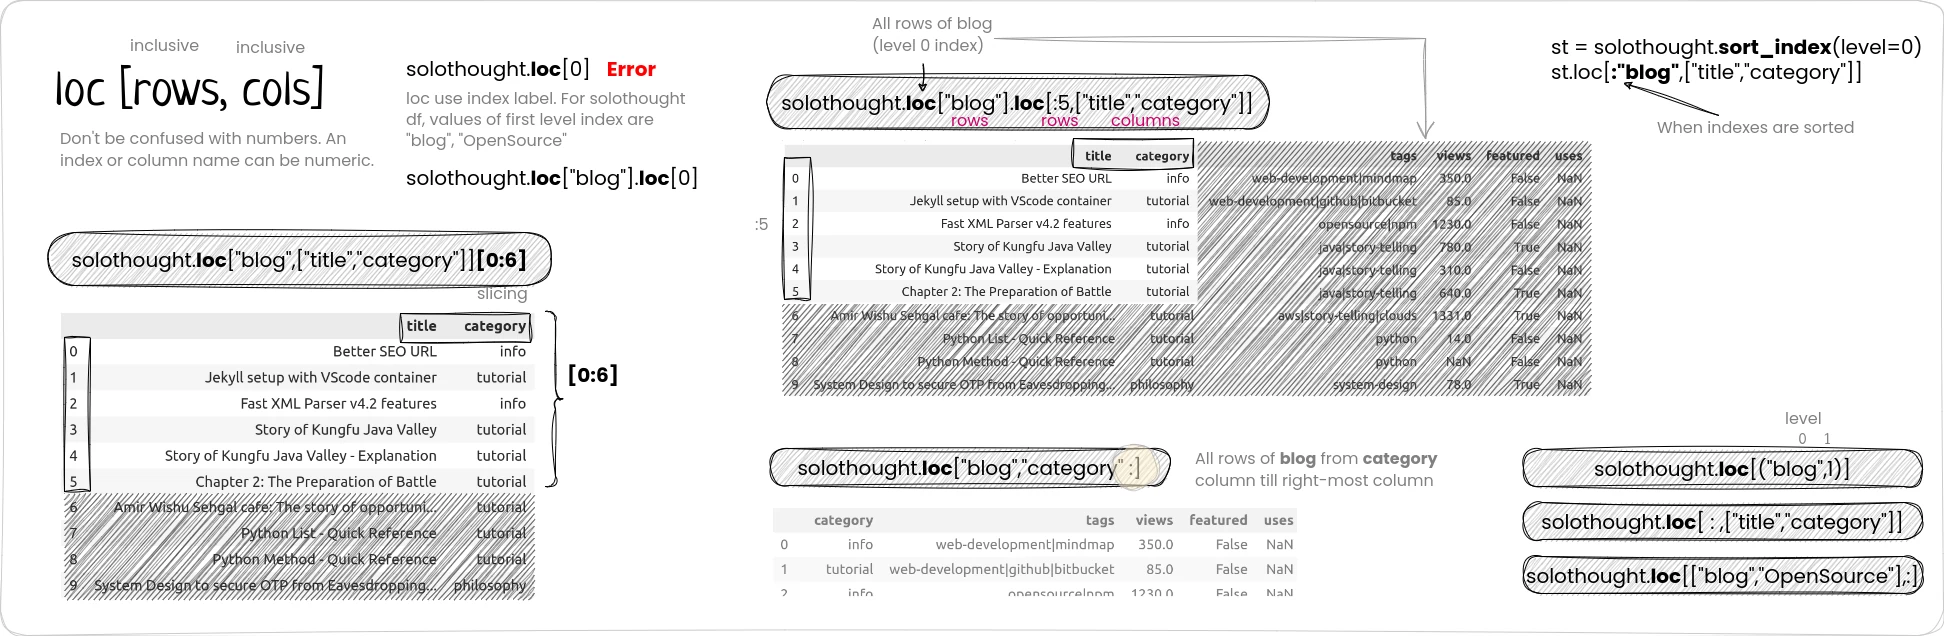 inclusive inclusive
loc [rows, cols]
Don't be confused with numbers. An
index or column name can be numeric.
solothought.loc[0] Error
loc use index label. For solothought
df, values of first level index are
"blog", "OpenSource"
solothought.loc["blog"].loc[0]
solothought.loc["blog",["title","category"]][0:6]
slicing
title category
0 Better SEO URL info
1 Jekyll setup with VScode container tutorial
2 Fast XML Parser v4.2 features info
3 Story of Kungfu Java Valley tutorial
4 Story of Kungfu Java Valley - Explanation tutorial
5 Chapter 2: The Preparation of Battle tutorial
6 Amir Wishu Sehgal cafe: The story of opportuni... tutorial
7 Python List - Quick Reference tutorial
8 Python Method - Quick Reference tutorial
9 System Design to secure OTP from Eavesdropping... philosophy
[0:6]
All rows of blog
(level 0 index)
solothought.loc["blog"].loc[:5,["title","category"]]
rows rows columns
:5
title category tags views featured uses
0 Better SEO URL info web-development|mindmap 350.0 False NaN
1 Jekyll setup with VScode container tutorial web-development|github|bitbucket 85.0 False NaN
2 Fast XML Parser v4.2 features info opensource|npm 1230.0 False NaN
3 Story of Kungfu Java Valley tutorial java|story-telling 780.0 True NaN
4 Story of Kungfu Java Valley - Explanation tutorial java|story-telling 310.0 False NaN
5 Chapter 2: The Preparation of Battle tutorial java|story-telling 640.0 True NaN
6 Amir Wishu Sehgal cafe: The story of opportuni... tutorial aws|story-telling|clouds 1331.0 True NaN
7 Python List - Quick Reference tutorial python 14.0 False NaN
8 Python Method - Quick Reference tutorial python NaN False NaN
9 System Design to secure OTP from Eavesdropping... philosophy system-design 78.0 True NaN
st = solothought.sort_index(level=0)
st.loc[:"blog",["title","category"]]
When indexes are sorted
solothought.loc["blog","category" :]
All rows of blog from category
column till right-most column
category tags views featured uses
0 info web-development|mindmap 350.0 False NaN
1 tutorial web-development|github|bitbucket 85.0 False NaN
2 info opensource|npm 1230.0 False NaN
level
0 1
solothought.loc[("blog",1)]
solothought.loc[ : ,["title","category"]]
solothought.loc[["blog","OpenSource"],:]